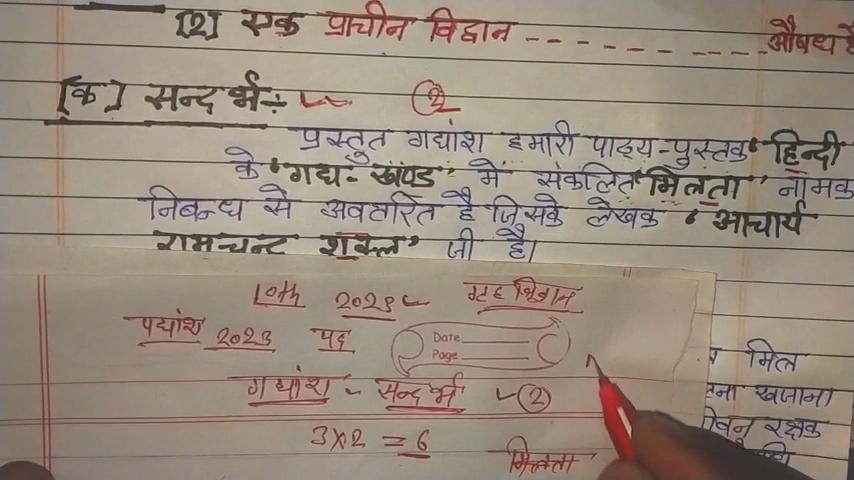 [2] एक प्राचीन विद्वान - - - - - - - - - - - - औषध है
[क] सन्दर्भ:- ②
प्रस्तुत गद्यांश हमारी पाठ्य-पुस्तक 'हिन्दी
के 'गद्य-खण्ड' में संकलित 'मित्रता' नामक
निबन्ध से अवतरित है जिसके लेखक 'आचार्य
रामचन्द्र शुक्ल' जी है।
10th 2023
पद्यांश 2023 पद्य
Date
Page
गद्यांश - सन्दर्भ - ②
3×2 = 6
मित्रता
मित्र
खजाना
जीवन रक्षक